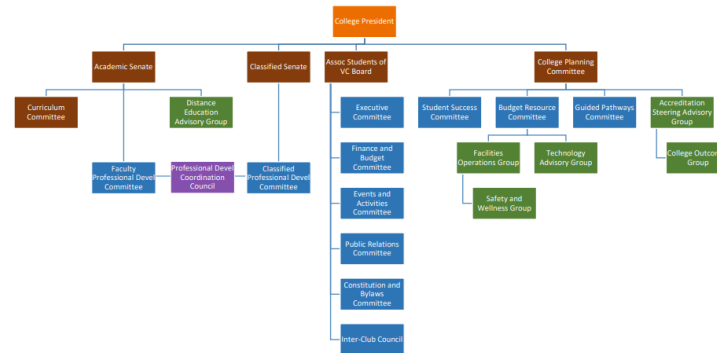 College President
Academic Senate
Classified Senate
Assoc Students of
VC Board
College Planning
Committee
Curriculum
Committee
Distance
Education
Advisory Group
Executive
Committee
Student Success
Committee
Budget Resource
Committee
Guided Pathways
Committee
Accreditation
Steering Advisory
Group
Faculty
Professional Devel
Committee
Professional Devel
Coordination
Council
Classified
Professional Devel
Committee
Finance and
Budget
Committee
Facilities
Operations Group
Technology
Advisory Group
College Outcom
Group
Events and
Activities
Committee
Safety and
Wellness Group
Public Relations
Committee
Constitution and
Bylaws
Committee
Inter-Club Council